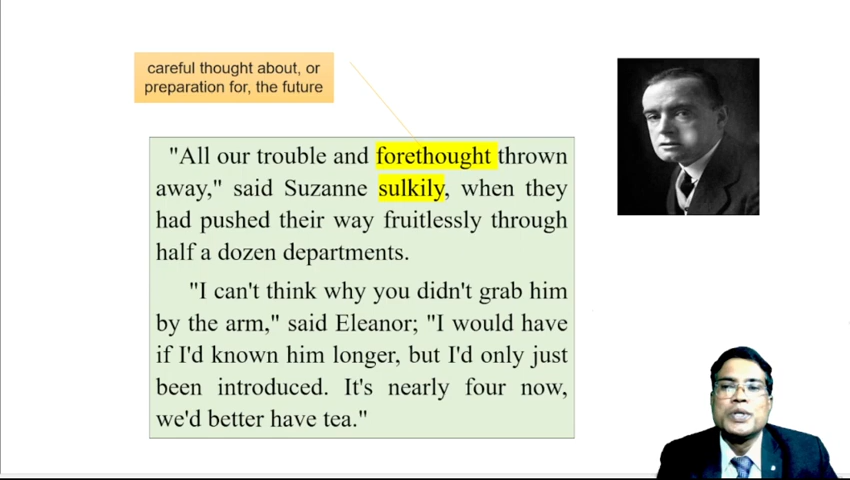 careful thought about, or
preparation for, the future
"All our trouble and forethought thrown
away," said Suzanne sulkily, when they
had pushed their way fruitlessly through
half a dozen departments.
"I can't think why you didn't grab him
by the arm," said Eleanor; "I would have
if I'd known him longer, but I'd only just
been introduced. It's nearly four now,
we'd better have tea."